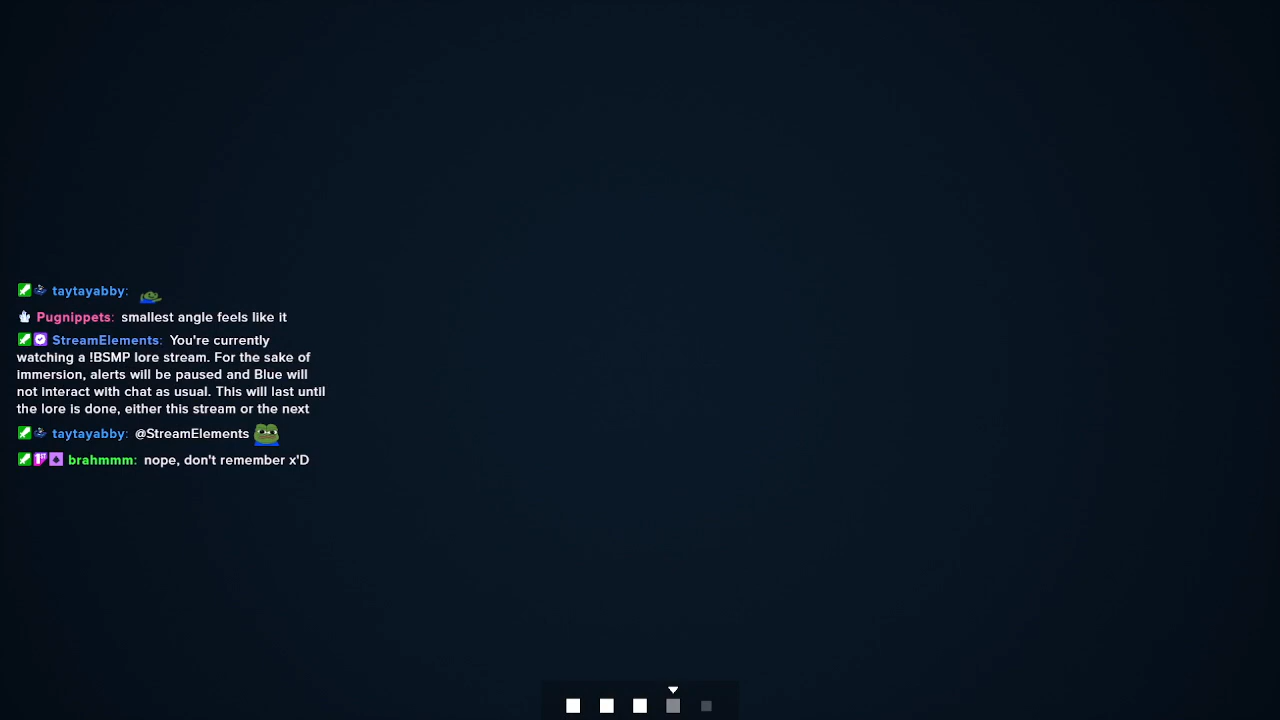 taytayabby:
Pugnippets: smallest angle feels like it
StreamElements: You're currently
watching a !BSMP lore stream. For the sake of
immersion, alerts will be paused and Blue will
not interact with chat as usual. This will last until
the lore is done, either this stream or the next
taytayabby: @StreamElements
brahmmm: nope, don't remember x'D